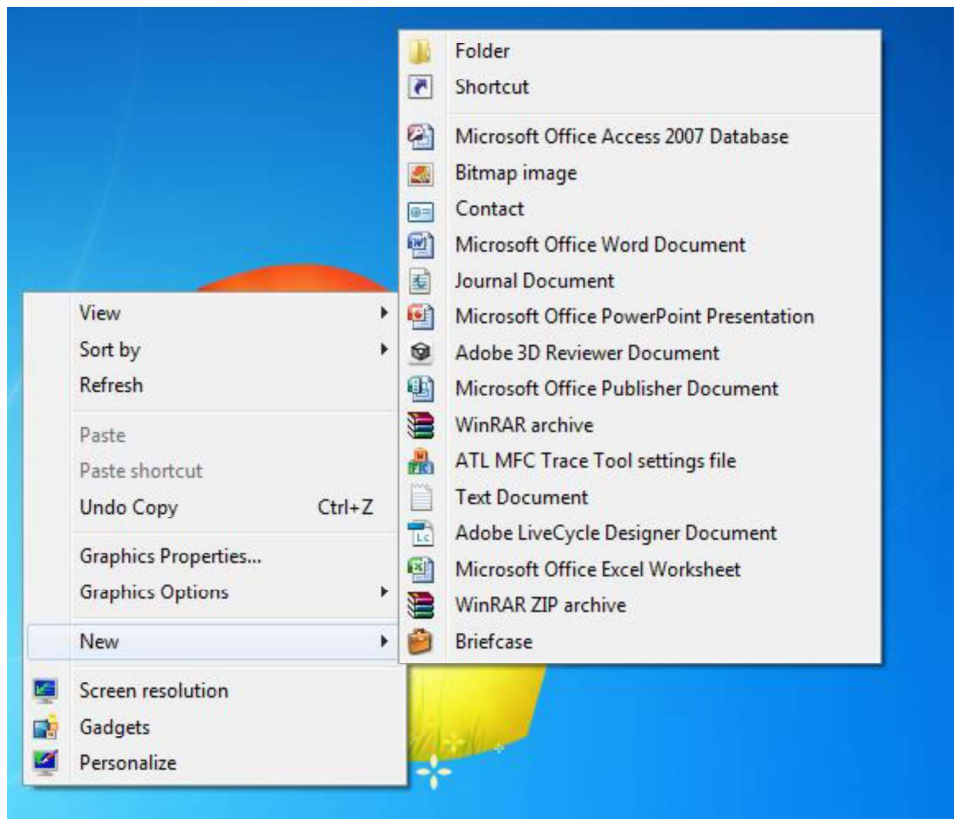 Folder
Shortcut
Microsoft Office Access 2007 Database
Bitmap image
Contact
Microsoft Office Word Document
Journal Document
Microsoft Office PowerPoint Presentation
Adobe 3D Reviewer Document
Microsoft Office Publisher Document
WinRAR archive
ATL MFC Trace Tool settings file
Text Document
Adobe LiveCycle Designer Document
Microsoft Office Excel Worksheet
WinRAR ZIP archive
Briefcase
View
Sort by
Refresh
Paste
Paste shortcut
Undo Copy Ctrl+Z
Graphics Properties...
Graphics Options
New
Screen resolution
Gadgets
Personalize